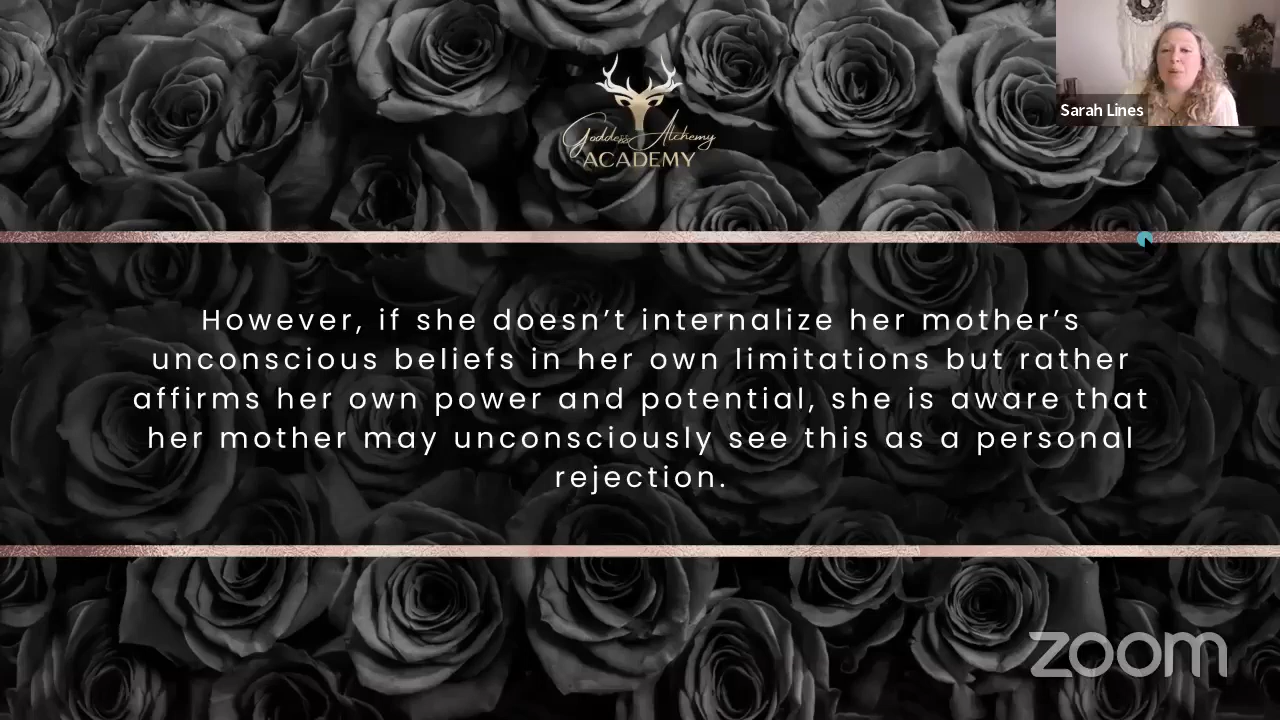 Sarah Lines
Goddess Alchemy
ACADEMY
However, if she doesn’t internalize her mother’s
unconscious beliefs in her own limitations but rather
affirms her own power and potential, she is aware that
her mother may unconsciously see this as a personal
rejection.
zoom